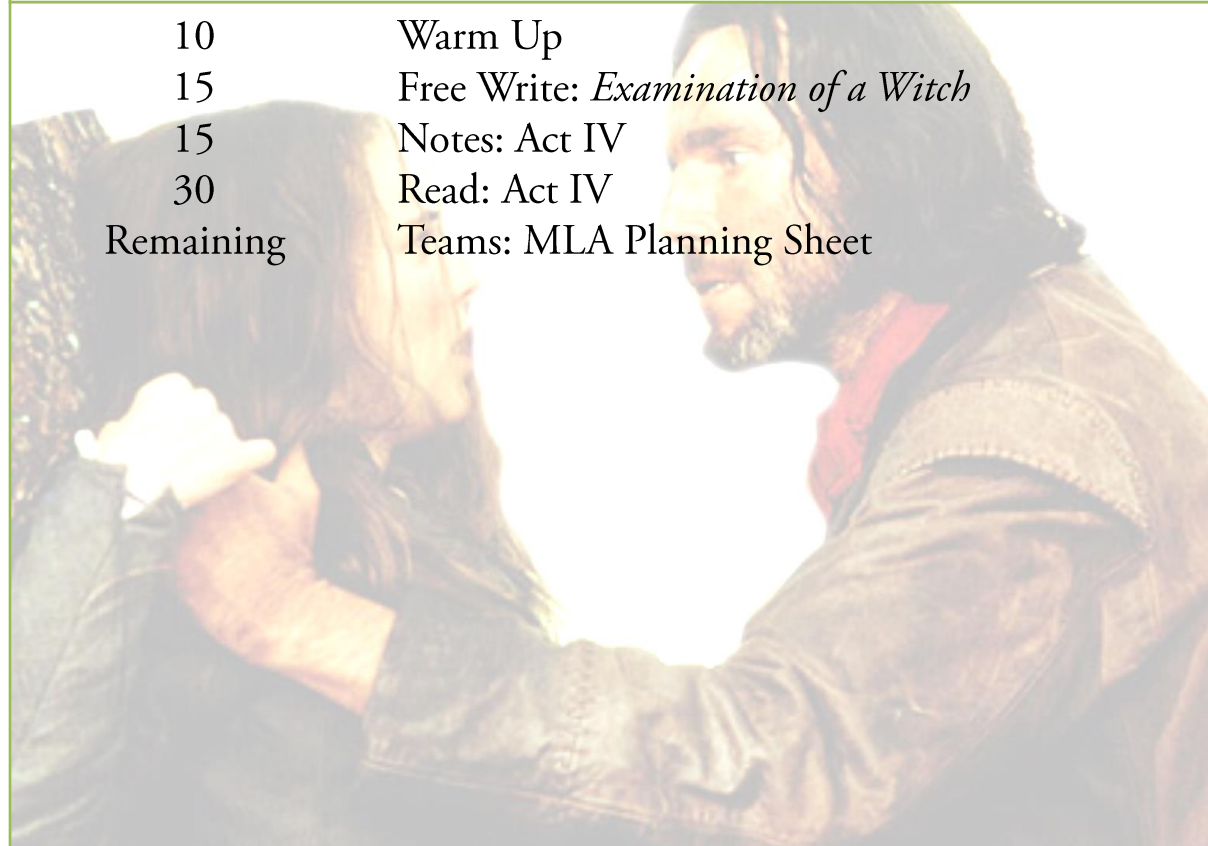 10 Warm Up
15 Free Write: Examination of a Witch
15 Notes: Act IV
30 Read: Act IV
Remaining Teams: MLA Planning Sheet